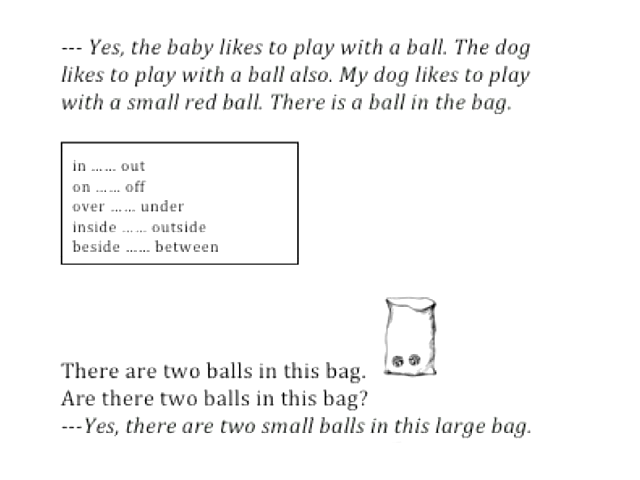 --- Yes, the baby likes to play with a ball. The dog
likes to play with a ball also. My dog likes to play
with a small red ball. There is a ball in the bag.
in ...... out
on ...... off
over ...... under
inside ...... outside
beside ...... between
There are two balls in this bag.
Are there two balls in this bag?
---Yes, there are two small balls in this large bag.